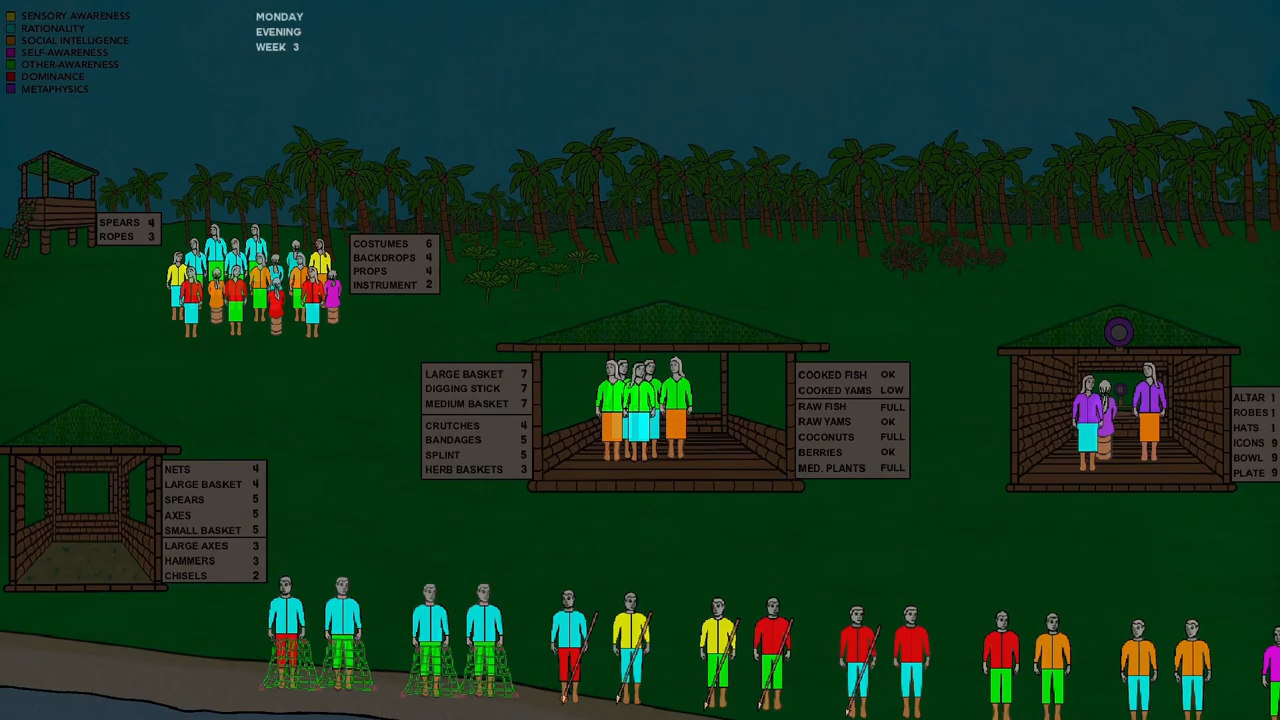 SENSORY AWARENESS
RATIONALITY
SOCIAL INTELLIGENCE
SELF-AWARENESS
OTHER-AWARENESS
DOMINANCE
METAPHYSICS
MONDAY
EVENING
WEEK 3
SPEARS 4
ROPES 3
COSTUMES 6
BACKDROPS 4
PROPS 4
INSTRUMENT 2
LARGE BASKET 7
DIGGING STICK 7
MEDIUM BASKET 7
CRUTCHES 4
BANDAGES 5
SPLINT 5
HERB BASKETS 3
COOKED FISH OK
COOKED YAMS LOW
RAW FISH FULL
RAW YAMS OK
COCONUTS FULL
BERRIES OK
MED. PLANTS FULL
ALTAR 1
ROBES 1
HATS 1
ICONS 9
BOWL 9
PLATE 9
NETS 4
LARGE BASKET 4
SPEARS 5
AXES 5
SMALL BASKET 5
LARGE AXES 3
HAMMERS 3
CHISELS 2